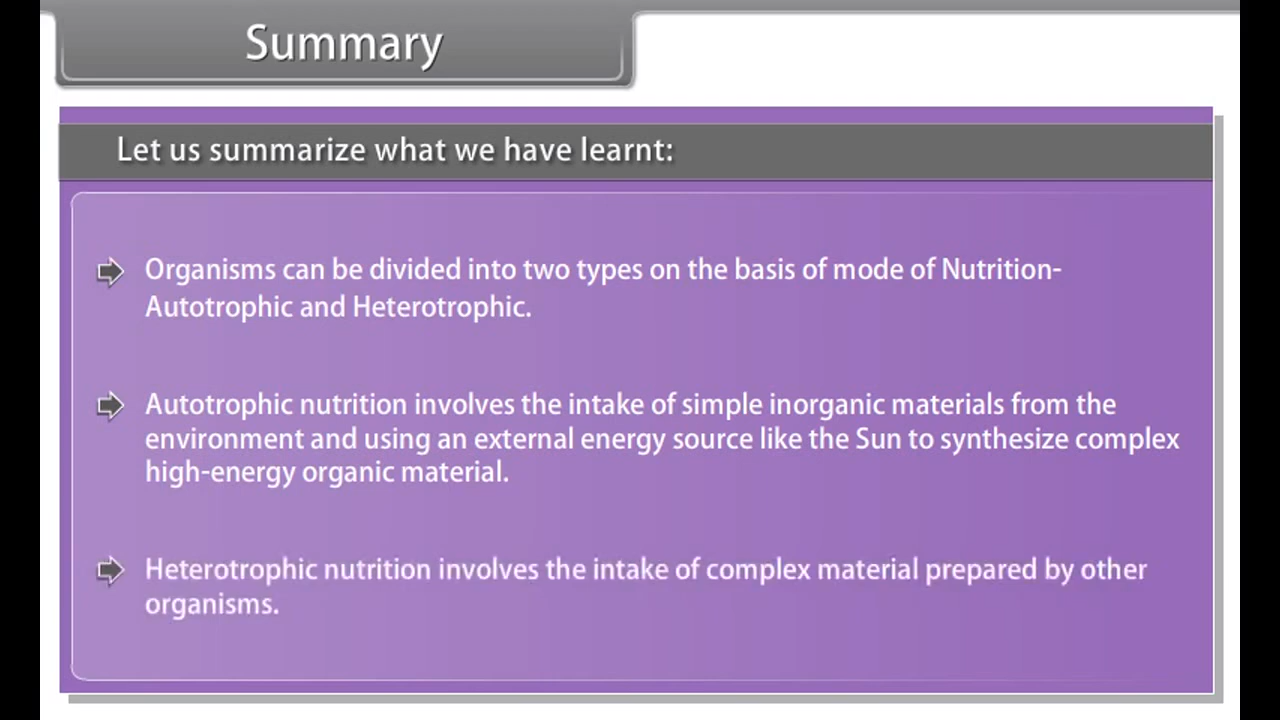 Summary
Let us summarize what we have learnt:
Organisms can be divided into two types on the basis of mode of Nutrition-
Autotrophic and Heterotrophic.
Autotrophic nutrition involves the intake of simple inorganic materials from the
environment and using an external energy source like the Sun to synthesize complex
high-energy organic material.
Heterotrophic nutrition involves the intake of complex material prepared by other
organisms.